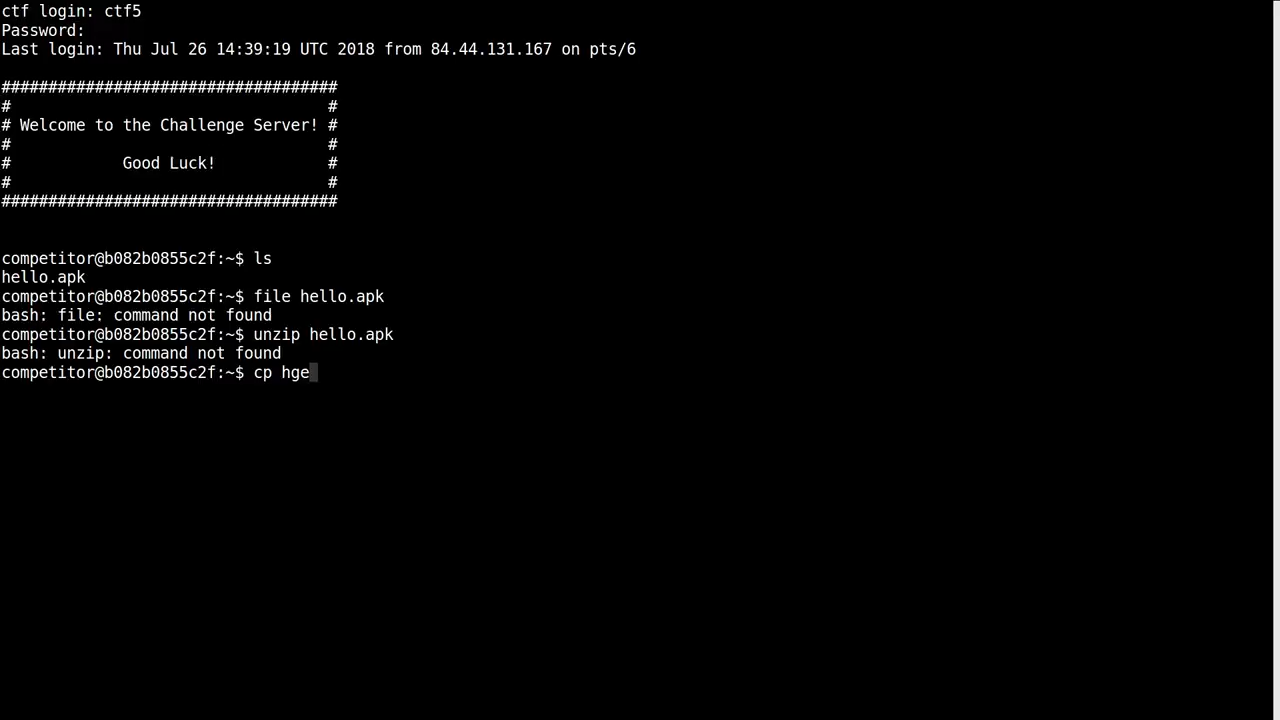 ctf login: ctf5
Password:
Last login: Thu Jul 26 14:39:19 UTC 2018 from 84.44.131.167 on pts/6
####################################
#                                  #
# Welcome to the Challenge Server! #
#                                  #
#            Good Luck!            #
#                                  #
####################################
competitor@b082b0855c2f:~$ ls
hello.apk
competitor@b082b0855c2f:~$ file hello.apk
bash: file: command not found
competitor@b082b0855c2f:~$ unzip hello.apk
bash: unzip: command not found
competitor@b082b0855c2f:~$ cp hge